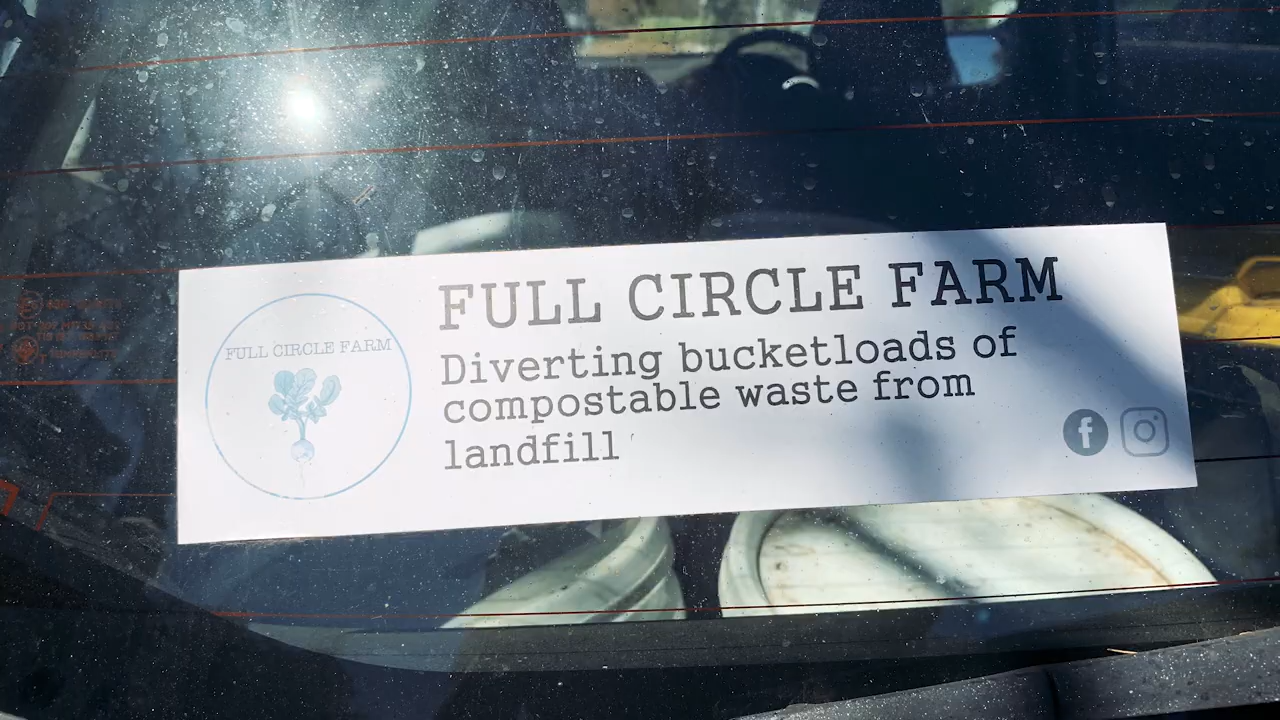 FULL CIRCLE FARM
FULL CIRCLE FARM
Diverting bucketloads of
compostable waste from
landfill